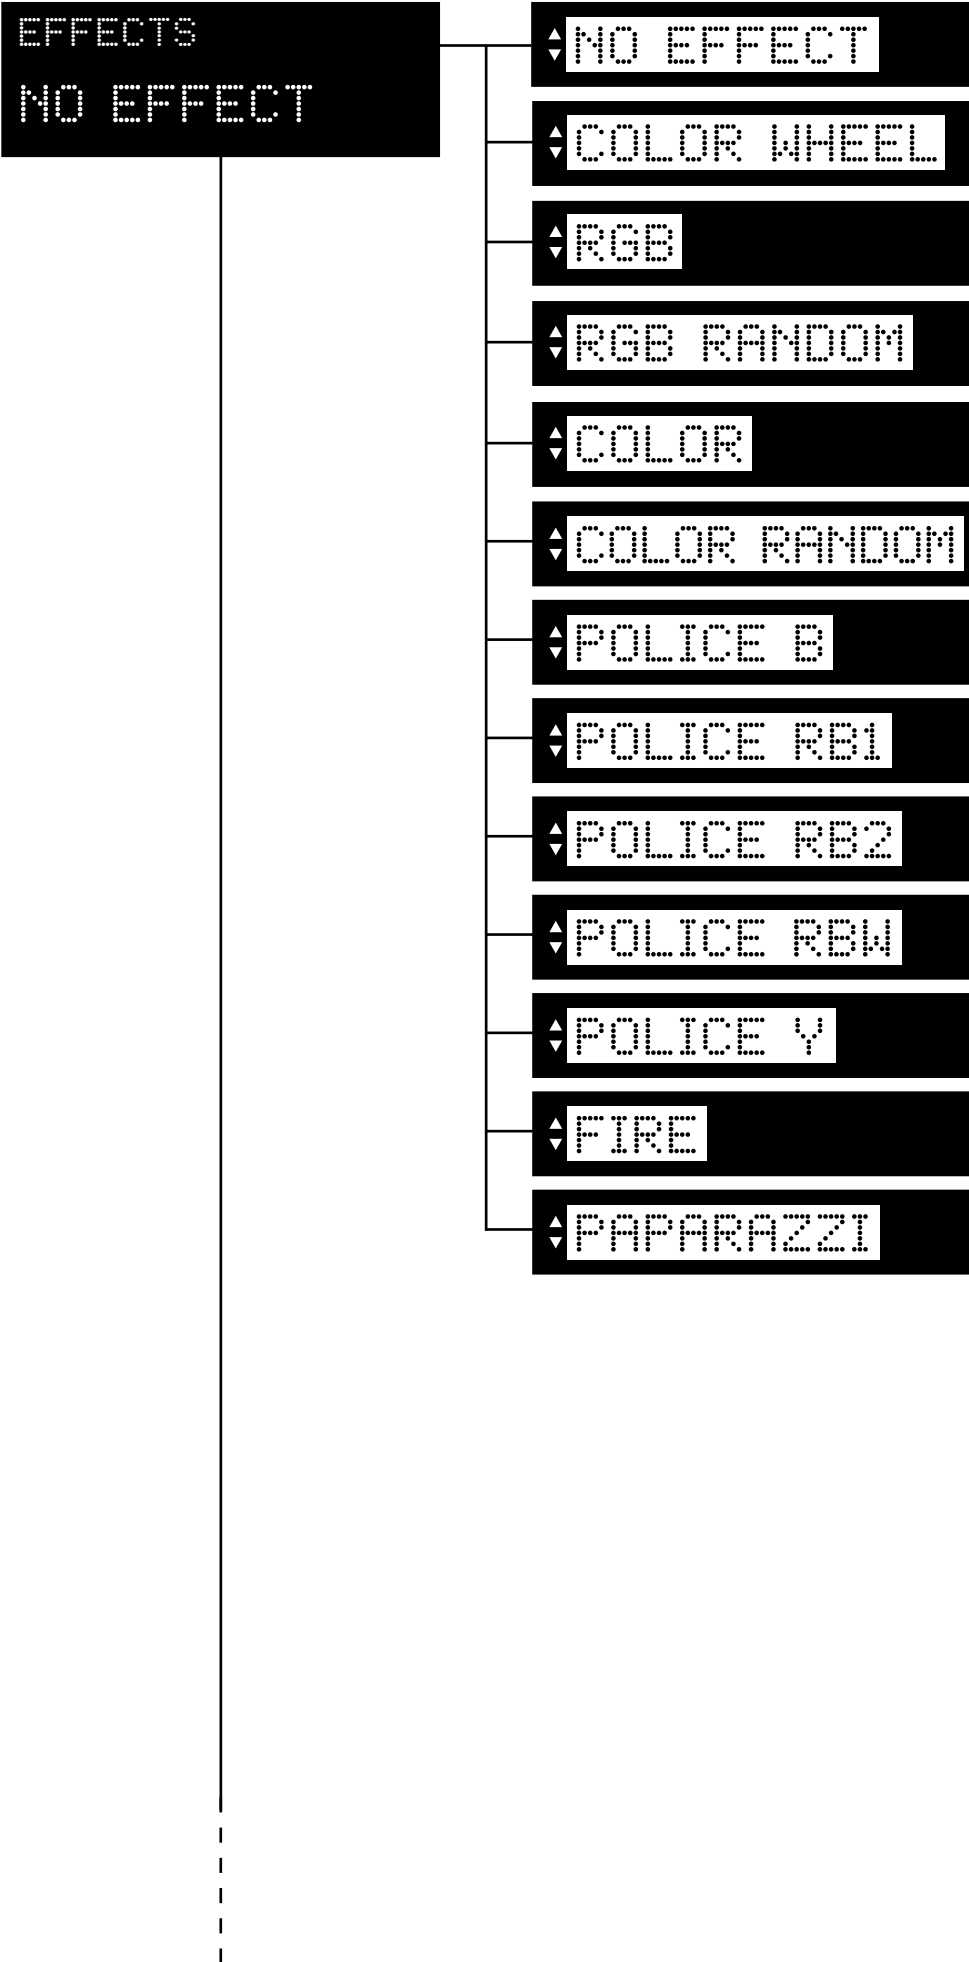 EFFECTS
NO EFFECT
NO EFFECT
COLOR WHEEL
RGB
RGB RANDOM
COLOR
COLOR RANDOM
POLICE B
POLICE RB1
POLICE RB2
POLICE RBW
POLICE Y
FIRE
PAPARAZZI